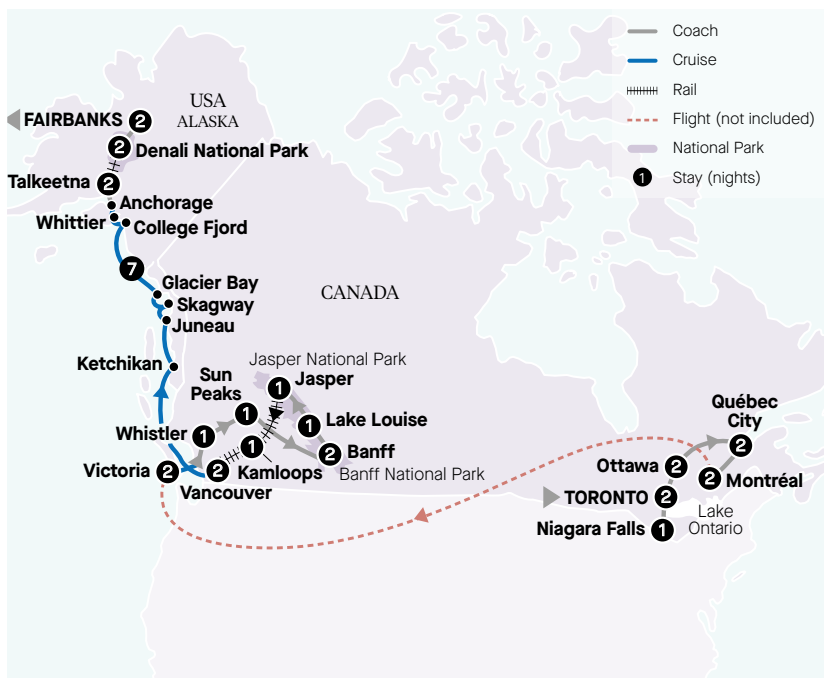 Coach
Cruise
Rail
Flight (not included)
National Park
1 Stay (nights)
USA
ALASKA
FAIRBANKS 2
2 Denali National Park
Talkeetna 2
Anchorage
Whittier
College Fjord
7
Glacier Bay
Skagway
Juneau
CANADA
Ketchikan
Jasper National Park
1 Jasper
Sun
Peaks
1
1 Lake Louise
Whistler 1
2 Banff
Banff National Park
1
Kamloops
Victoria 2
2
Vancouver
Québec
City
2
Ottawa 2
2 Montréal
TORONTO 2
Lake
Ontario
Niagara Falls 1